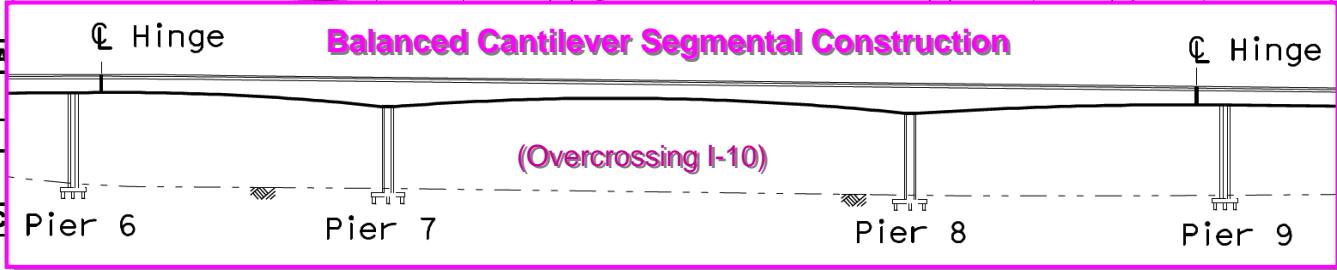 ℄ Hinge
Balanced Cantilever Segmental Construction
℄ Hinge
(Overcrossing I-10)
Pier 6
Pier 7
Pier 8
Pier 9